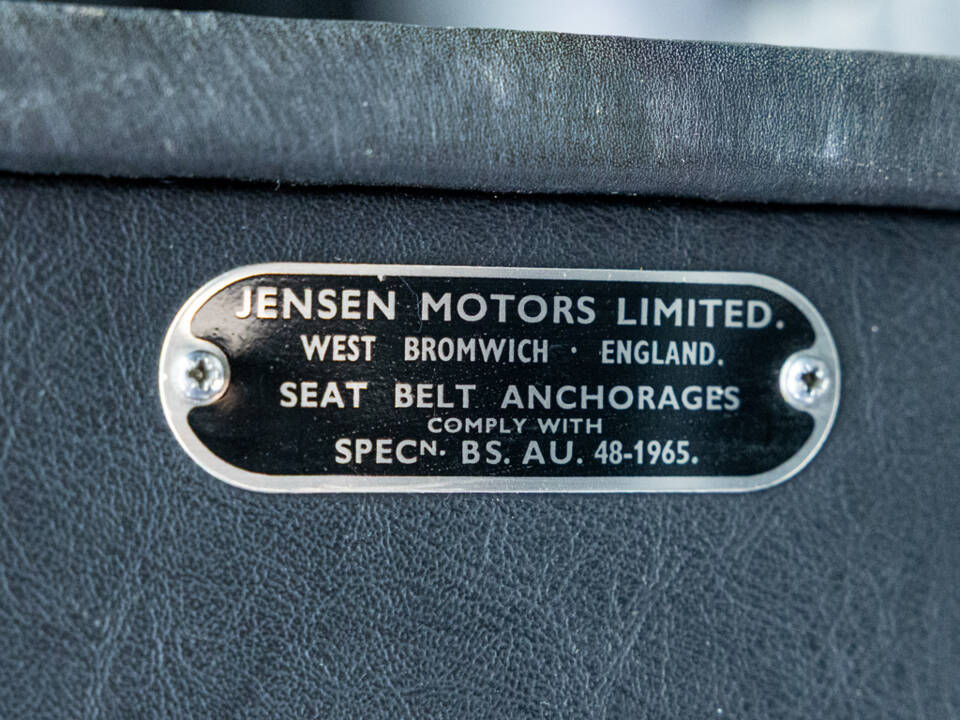 JENSEN MOTORS LIMITED.
WEST BROMWICH · ENGLAND.
SEAT BELT ANCHORAGES
COMPLY WITH
SPECN. BS. AU. 48-1965.